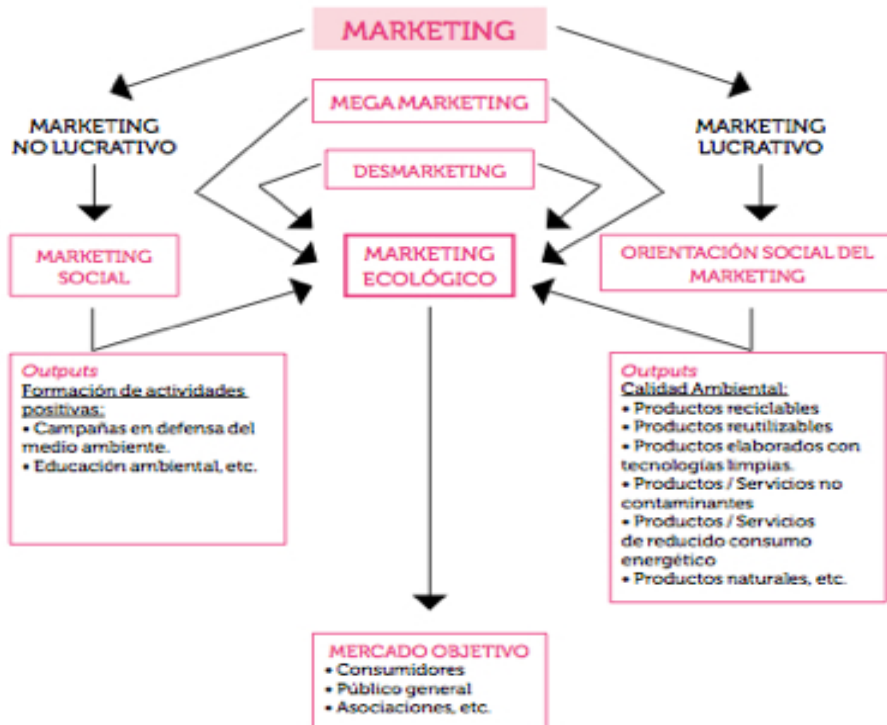 MARKETING
MEGA MARKETING
MARKETING
NO LUCRATIVO
MARKETING
LUCRATIVO
DESMARKETING
MARKETING
SOCIAL
MARKETING
ECOLÓGICO
ORIENTACIÓN SOCIAL DEL
MARKETING
Outputs
Formación de actividades
positivas:
• Campañas en defensa del
medio ambiente.
• Educación ambiental, etc.
Outputs
Calidad Ambiental:
• Productos reciclables
• Productos reutilizables
• Productos elaborados con
tecnologías limpias.
• Productos / Servicios no
contaminantes
• Productos / Servicios
de reducido consumo
energético
• Productos naturales, etc.
MERCADO OBJETIVO
• Consumidores
• Público general
• Asociaciones, etc.